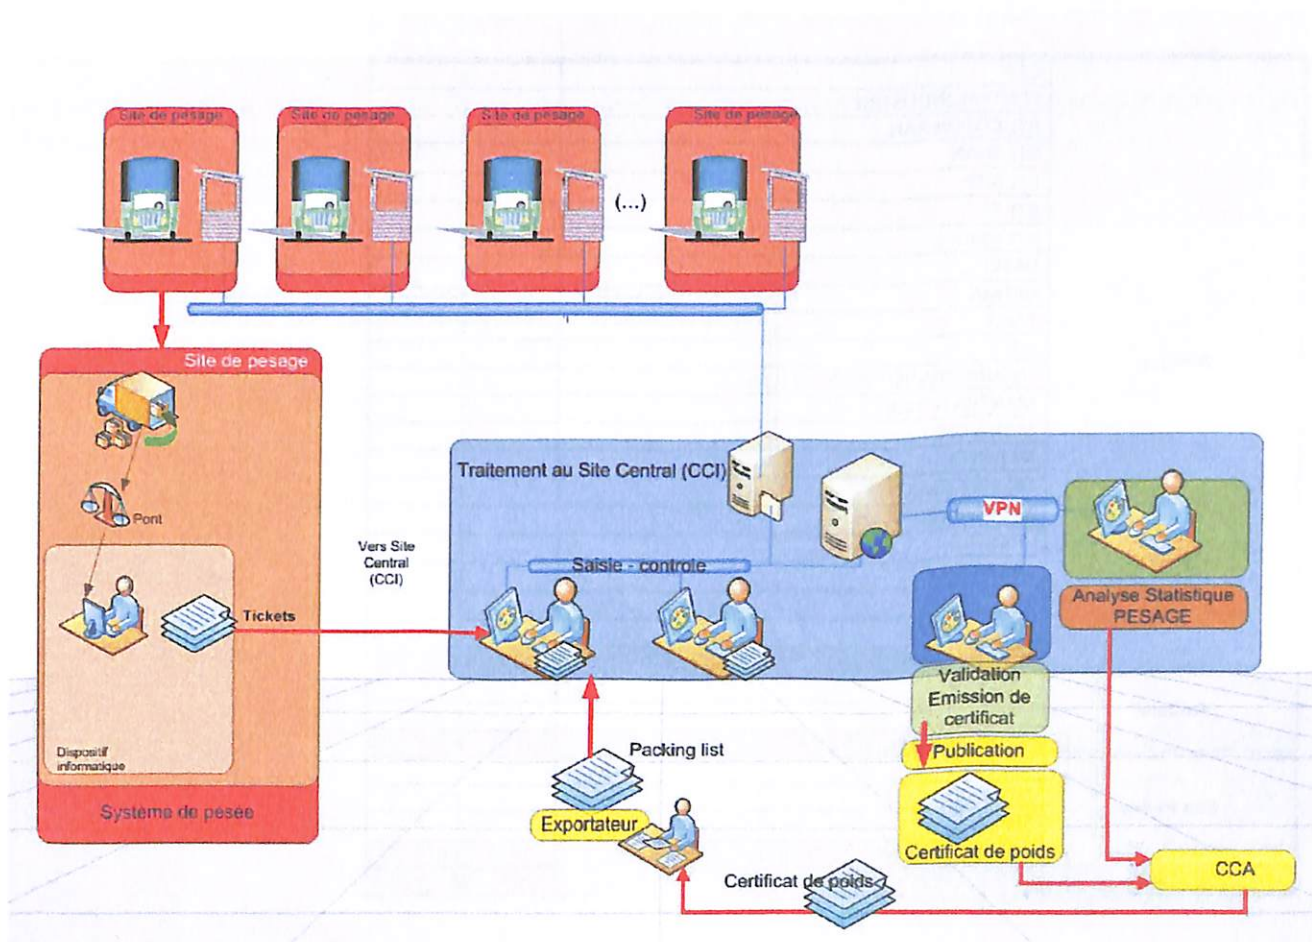 Site de pesage
Site de pesage
Site de pesage
Site de pesage
(...)
Site de pesage
Pont
Tickets
Dispositif
informatique
Système de pesée
Vers Site
Central
(CCI)
Traitement au Site Central (CCI)
Saisie - controle
VPN
Analyse Statistique
PESAGE
Validation
Emission de
certificat
Publication
Certificat de poids
Packing list
Exportateur
Certificat de poids
CCA